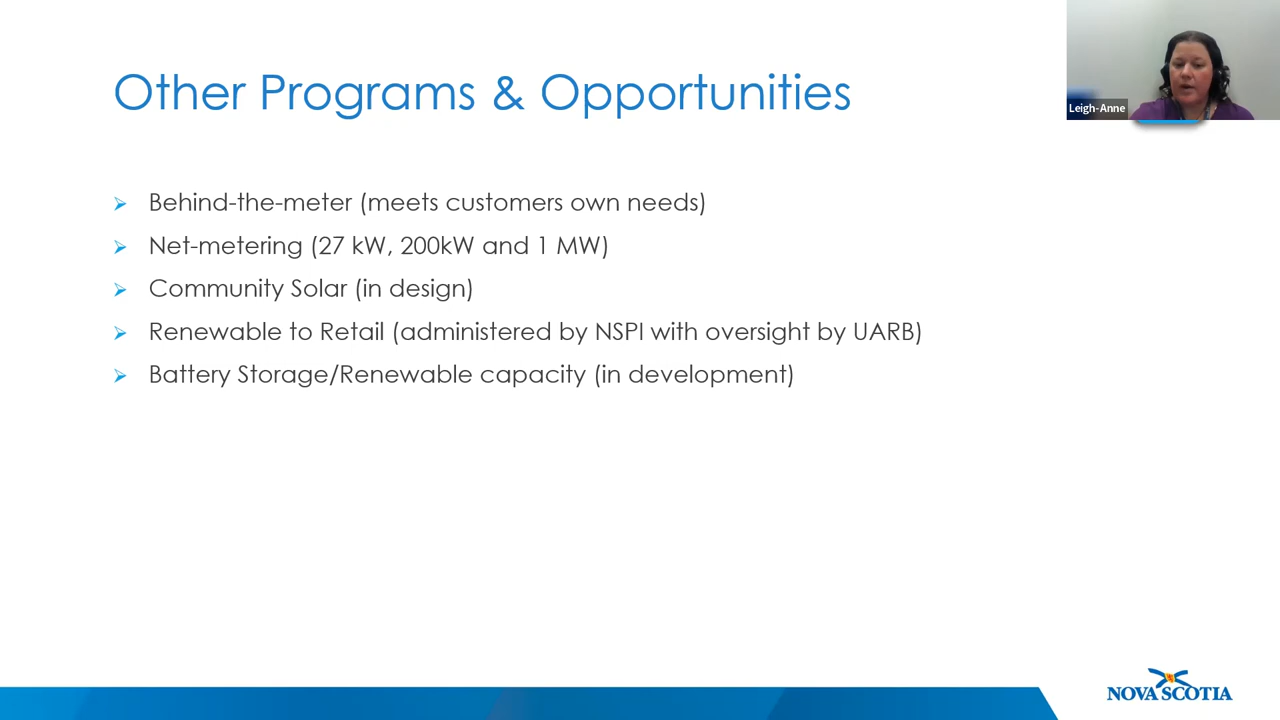 Other Programs & Opportunities
Leigh-Anne
Behind-the-meter (meets customers own needs)
Net-metering (27 kW, 200kW and 1 MW)
Community Solar (in design)
Renewable to Retail (administered by NSPI with oversight by UARB)
Battery Storage/Renewable capacity (in development)
NOVA SCOTIA